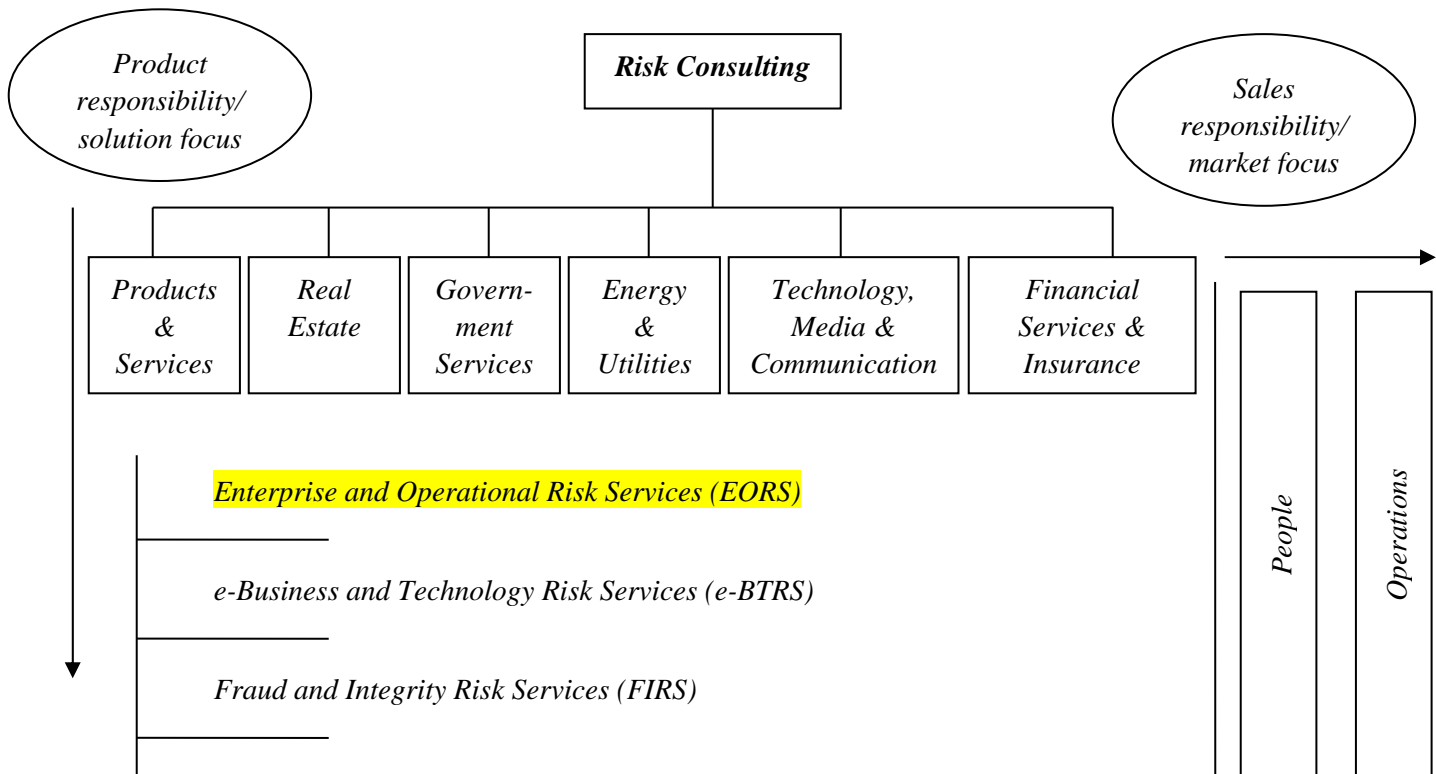 Product
responsibility/
solution focus
Risk Consulting
Sales
responsibility/
market focus
Products
&
Services
Real
Estate
Govern-
ment
Services
Energy
&
Utilities
Technology,
Media &
Communication
Financial
Services &
Insurance
Enterprise and Operational Risk Services (EORS)
e-Business and Technology Risk Services (e-BTRS)
Fraud and Integrity Risk Services (FIRS)
People
Operations